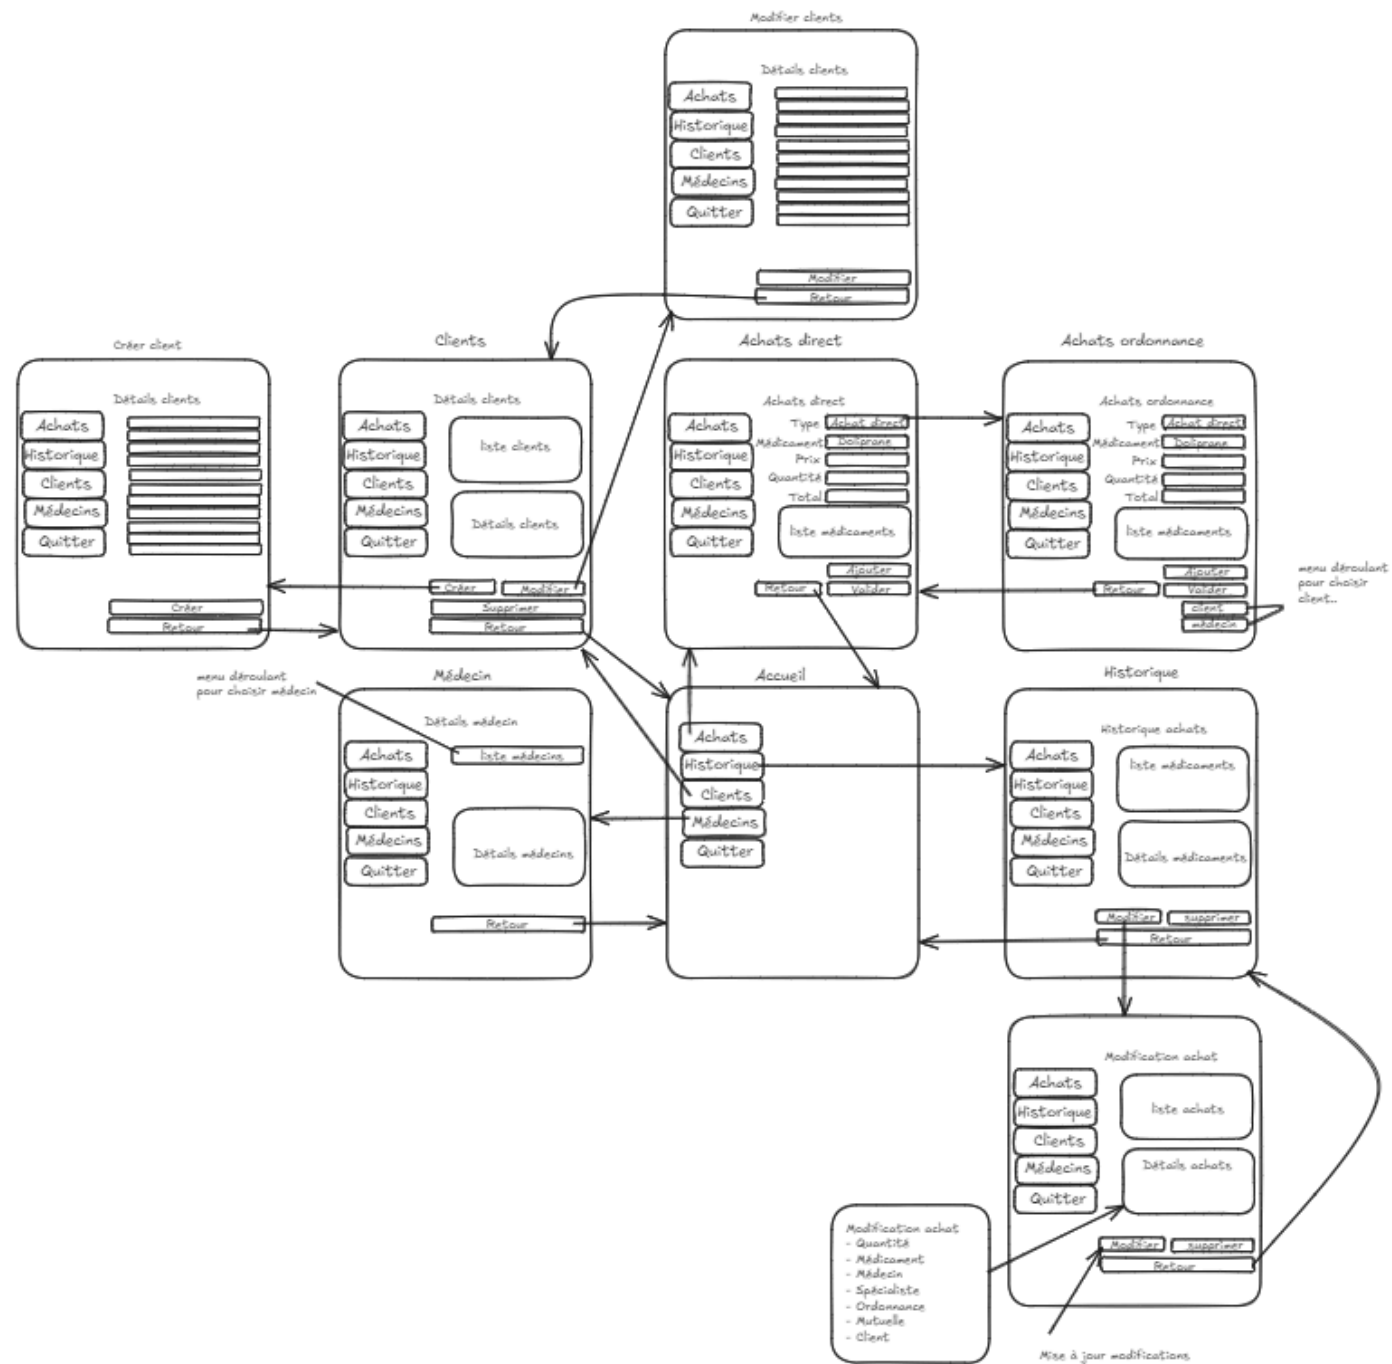 Modifier clients
Détails clients
Achats
Historique
Clients
Médecins
Quitter
Modifier
Retour
Créer client
Détails clients
Achats
Historique
Clients
Médecins
Quitter
Créer
Retour
Clients
Détails clients
Achats
Historique
Clients
Médecins
Quitter
liste clients
Détails clients
Créer
Modifier
Supprimer
Retour
Achats direct
Achats direct
Achats
Historique
Clients
Médecins
Quitter
Type
Achat direct
Médicament
Doliprane
Prix
Quantité
Total
liste médicaments
Ajouter
Retour
Valider
Achats ordonnance
Achats ordonnance
Achats
Historique
Clients
Médecins
Quitter
Type
Achat direct
Médicament
Doliprane
Prix
Quantité
Total
liste médicaments
Ajouter
Retour
Valider
client
médecin
menu déroulant
pour choisir
client..
menu déroulant
pour choisir médecin
Médecin
Détails médecin
Achats
Historique
Clients
Médecins
Quitter
liste médecins
Détails médecins
Retour
Accueil
Achats
Historique
Clients
Médecins
Quitter
Historique
Historique achats
Achats
Historique
Clients
Médecins
Quitter
liste médicaments
Détails médicaments
Modifier
supprimer
Retour
Modification achat
Achats
Historique
Clients
Médecins
Quitter
liste achats
Détails achats
Modifier
supprimer
Retour
Modification achat
- Quantité
- Médicament
- Médecin
- Spécialiste
- Ordonnance
- Mutuelle
- Client
Mise à jour modifications